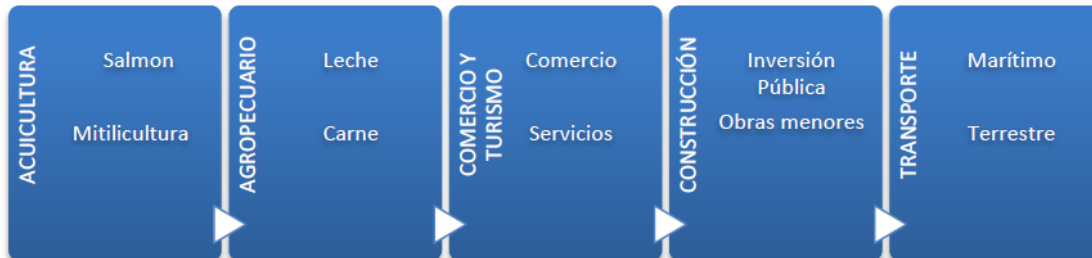 ACUICULTURA
Salmon
Mitilicultura
AGROPECUARIO
Leche
Carne
COMERCIO Y
TURISMO
Comercio
Servicios
CONSTRUCCIÓN
Inversión
Pública
Obras menores
TRANSPORTE
Marítimo
Terrestre